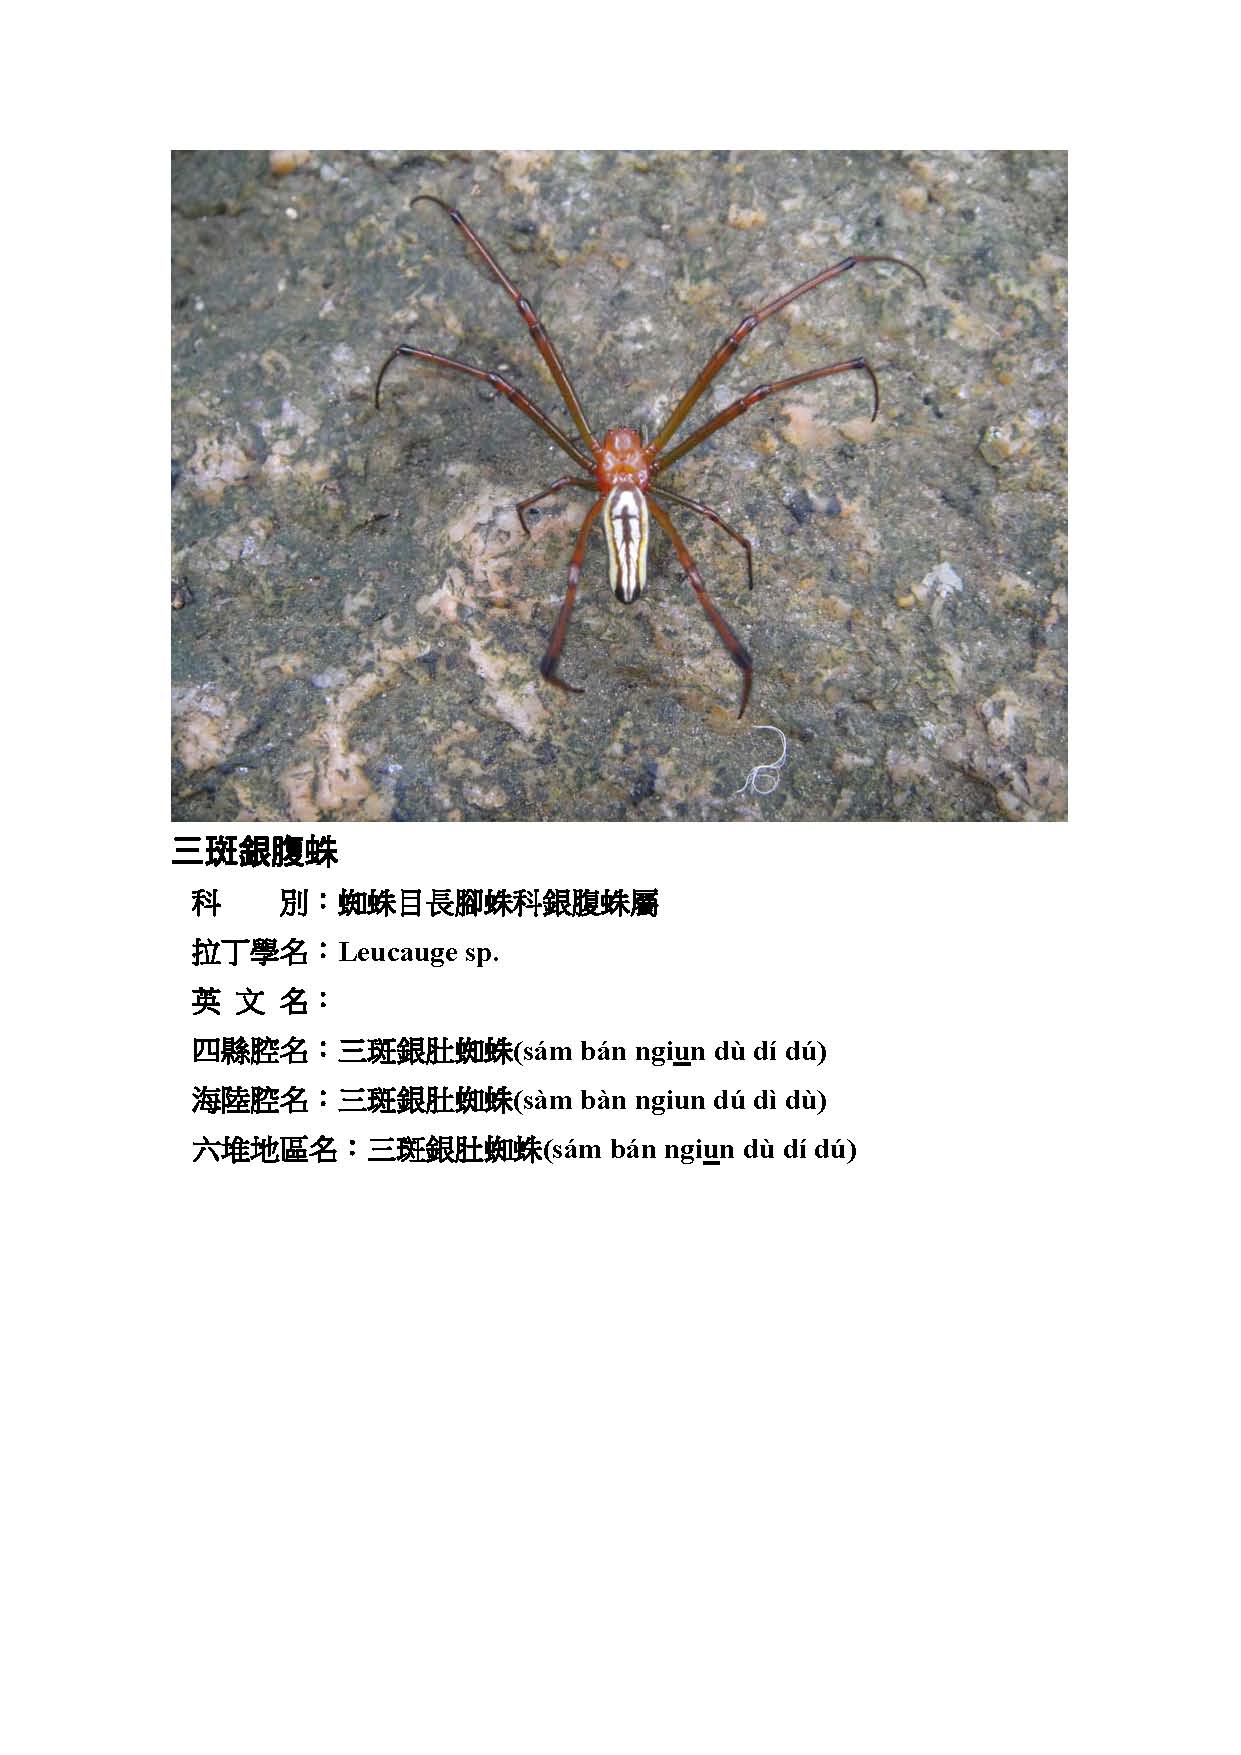 三斑銀腹蛛
科　　別：蜘蛛目長腳蛛科銀腹蛛屬
拉丁學名：Leucauge sp.
英 文 名：
四縣腔名：三斑銀肚蜘蛛(sám bán ngiun dù dí dú)
海陸腔名：三斑銀肚蜘蛛(sàm bàn ngiun dú dì dù)
六堆地區名：三斑銀肚蜘蛛(sám bán ngiun dù dí dú)